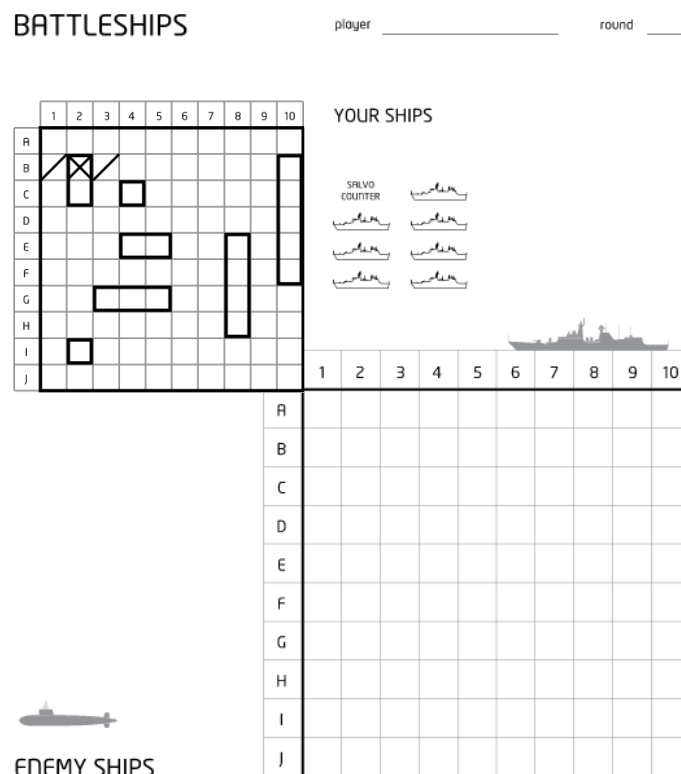 BATTLESHIPS
player
round
YOUR SHIPS
1 2 3 4 5 6 7 8 9 10
A
B
C
D
E
F
G
H
I
J
SALVO
COUNTER
1 2 3 4 5 6 7 8 9 10
A
B
C
D
E
F
G
H
I
J
ENEMY SHIPS